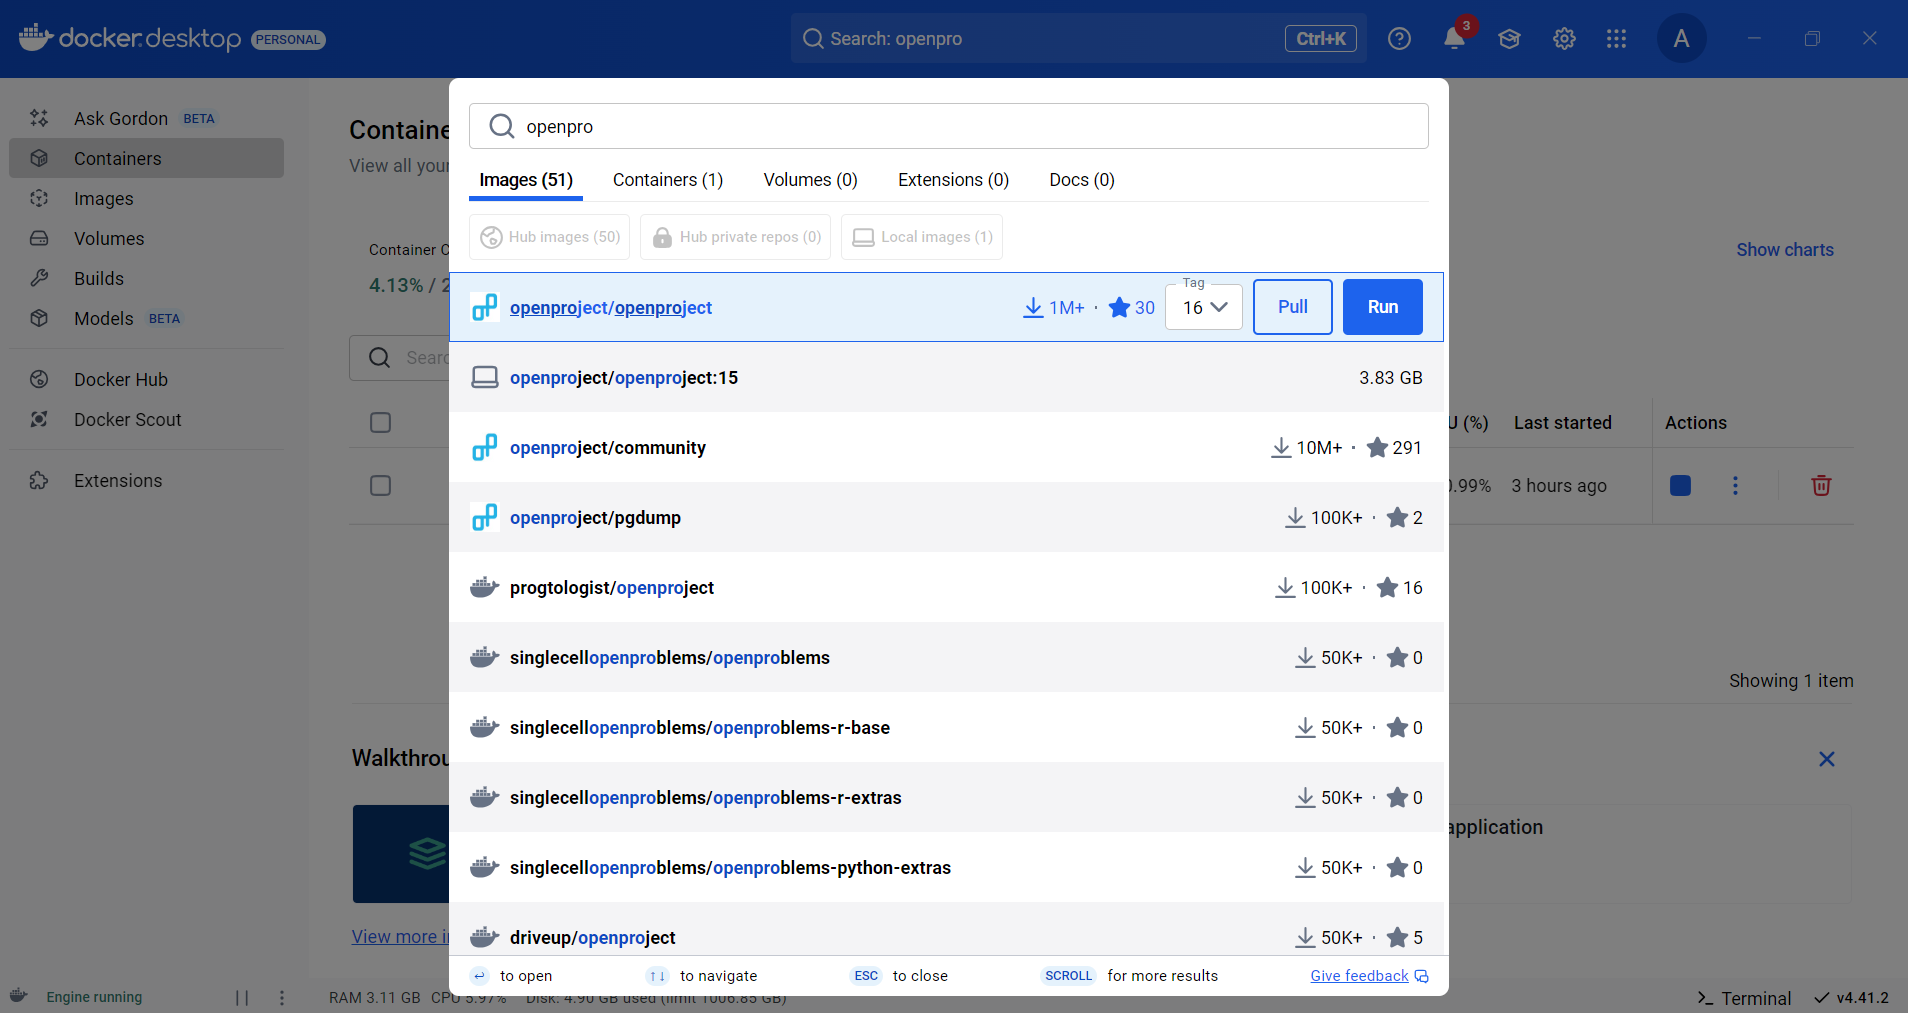 docker.desktop PERSONAL
Search: openpro
Ctrl+K
3
A
Ask Gordon BETA
Containers
Images
Volumes
Builds
Kubernetes
Models BETA
Docker Hub
Docker Scout
Extensions
View all your
4.13% / 2
Show charts
openpro
Images (51)
Containers (1)
Volumes (0)
Extensions (0)
Docs (0)
Hub images (50)
Hub private repos (0)
Local images (1)
openproject/openproject
1M+ · 30
Tag
16
Pull
Run
openproject/openproject:15
3.83 GB
openproject/community
10M+ · 291
openproject/pgdump
100K+ · 2
progtologist/openproject
100K+ · 16
singlecellopenproblems/openproblems
50K+ · 0
singlecellopenproblems/openproblems-r-base
50K+ · 0
singlecellopenproblems/openproblems-r-extras
50K+ · 0
singlecellopenproblems/openproblems-python-extras
50K+ · 0
driveup/openproject
50K+ · 5
to open
↑↓ to navigate
ESC to close
SCROLL for more results
Give feedback
(%)
Last started
Actions
.99%
3 hours ago
Showing 1 item
application
View more
Engine running
RAM 3.11 GB CPU 5.97% Disk: 4.90 GB used (limit 1006.85 GB)
Terminal
v4.41.2